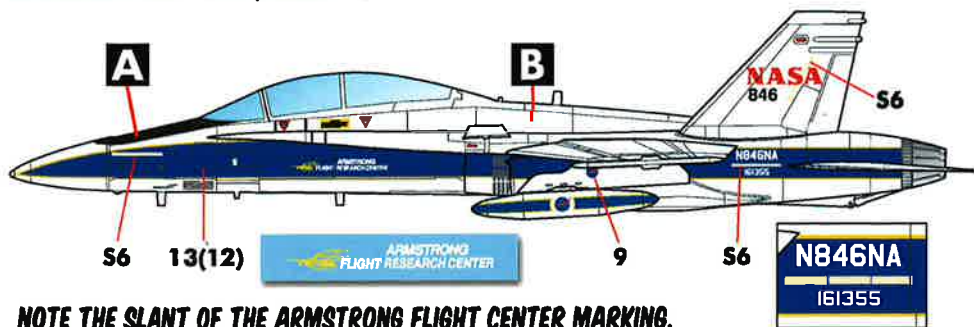 A
B
NASA
846
S6
ARMSTRONG
FLIGHT RESEARCH CENTER
N846NA
161355
S6
13(12)
ARMSTRONG
FLIGHT RESEARCH CENTER
9
S6
N846NA
161355
NOTE THE SLANT OF THE ARMSTRONG FLIGHT CENTER MARKING.